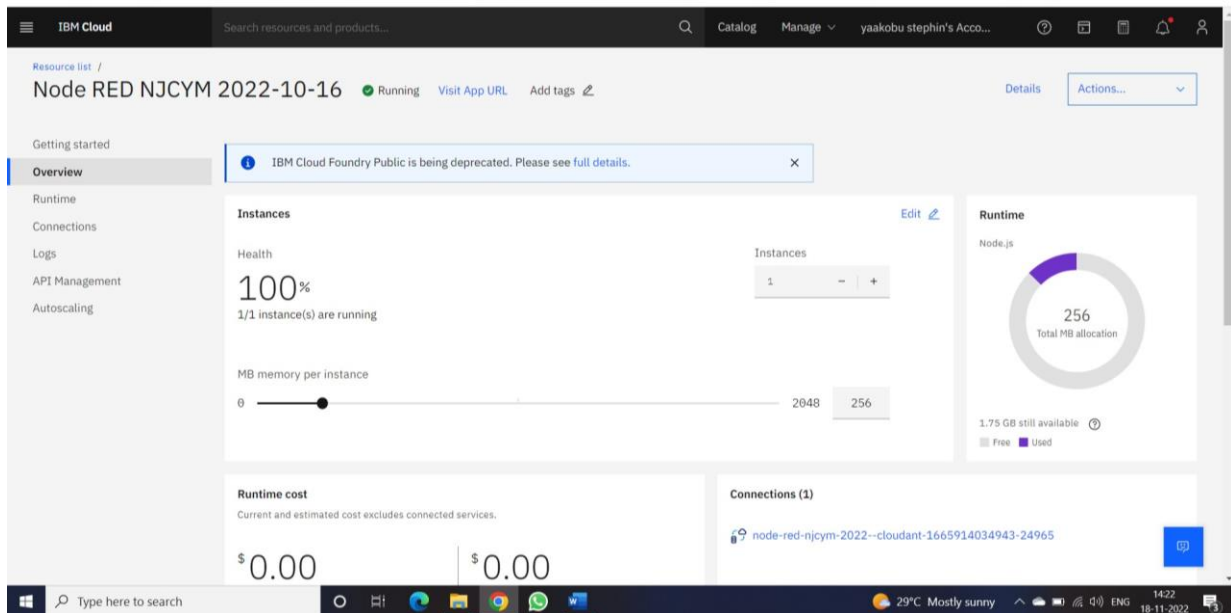 IBM Cloud
Search resources and products...
Catalog
Manage
yaakobu stephin's Acco...
Resource list /
Node RED NJCYM 2022-10-16
Running
Visit App URL
Add tags
Details
Actions...
Getting started
Overview
Runtime
Connections
Logs
API Management
Autoscaling
IBM Cloud Foundry Public is being deprecated. Please see full details.
Instances
Edit
Health
100%
1/1 instance(s) are running
Instances
1
MB memory per instance
0
2048
256
Runtime
Node.js
256
Total MB allocation
1.75 GB still available
Free
Used
Runtime cost
Current and estimated cost excludes connected services.
$0.00
$0.00
Connections (1)
node-red-njcym-2022--cloudant-1665914034943-24965
Type here to search
29°C Mostly sunny
ENG
14:22
18-11-2022